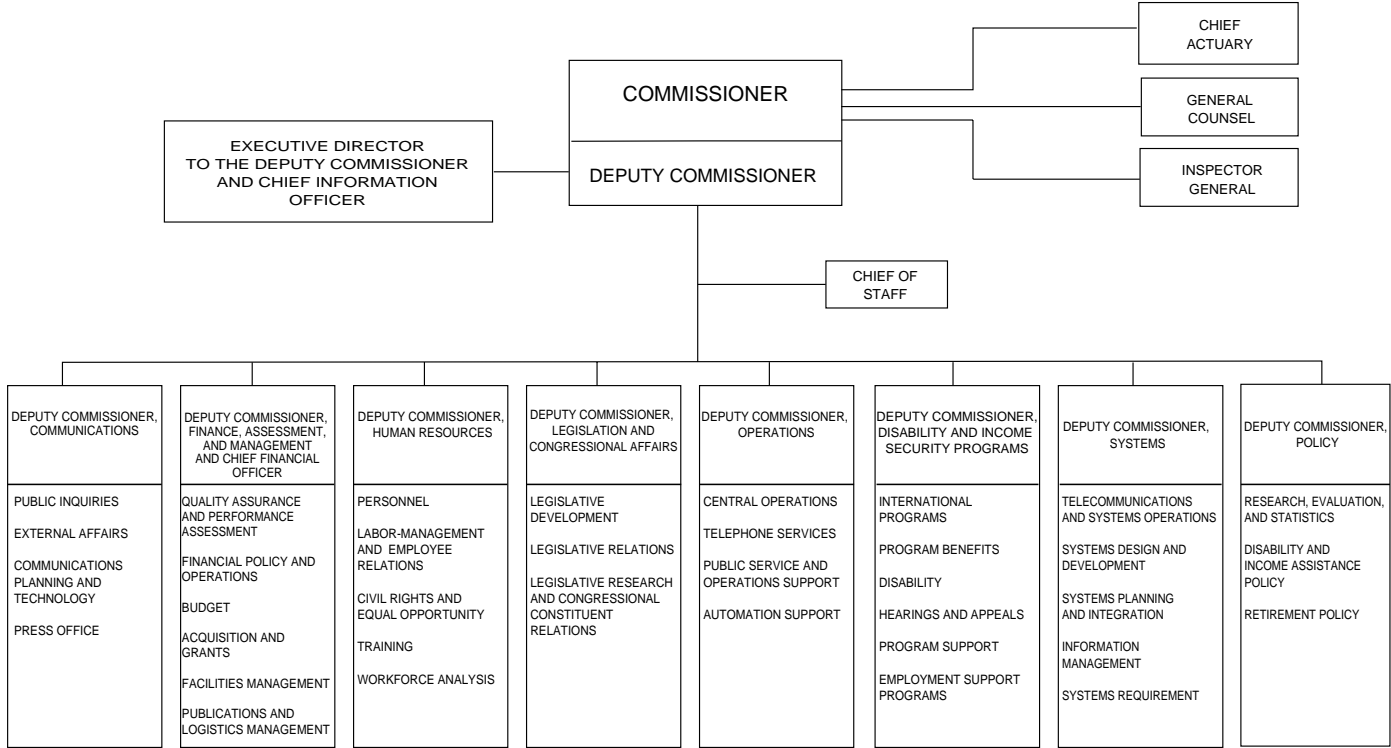 CHIEF
ACTUARY
COMMISSIONER
GENERAL
COUNSEL
EXECUTIVE DIRECTOR
TO THE DEPUTY COMMISSIONER
AND CHIEF INFORMATION
OFFICER
DEPUTY COMMISSIONER
INSPECTOR
GENERAL
CHIEF OF
STAFF
DEPUTY COMMISSIONER,
COMMUNICATIONS
PUBLIC INQUIRIES
EXTERNAL AFFAIRS
COMMUNICATIONS
PLANNING AND
TECHNOLOGY
PRESS OFFICE
DEPUTY COMMISSIONER,
FINANCE, ASSESSMENT,
AND MANAGEMENT
AND CHIEF FINANCIAL
OFFICER
QUALITY ASSURANCE
AND PERFORMANCE
ASSESSMENT
FINANCIAL POLICY AND
OPERATIONS
BUDGET
ACQUISITION AND
GRANTS
FACILITIES MANAGEMENT
PUBLICATIONS AND
LOGISTICS MANAGEMENT
DEPUTY COMMISSIONER,
HUMAN RESOURCES
PERSONNEL
LABOR-MANAGEMENT
AND EMPLOYEE
RELATIONS
CIVIL RIGHTS AND
EQUAL OPPORTUNITY
TRAINING
WORKFORCE ANALYSIS
DEPUTY COMMISSIONER,
LEGISLATION AND
CONGRESSIONAL AFFAIRS
LEGISLATIVE
DEVELOPMENT
LEGISLATIVE RELATIONS
LEGISLATIVE RESEARCH
AND CONGRESSIONAL
CONSTITUENT
RELATIONS
DEPUTY COMMISSIONER,
OPERATIONS
CENTRAL OPERATIONS
TELEPHONE SERVICES
PUBLIC SERVICE AND
OPERATIONS SUPPORT
AUTOMATION SUPPORT
DEPUTY COMMISSIONER,
DISABILITY AND INCOME
SECURITY PROGRAMS
INTERNATIONAL
PROGRAMS
PROGRAM BENEFITS
DISABILITY
HEARINGS AND APPEALS
PROGRAM SUPPORT
EMPLOYMENT SUPPORT
PROGRAMS
DEPUTY COMMISSIONER,
SYSTEMS
TELECOMMUNICATIONS
AND SYSTEMS OPERATIONS
SYSTEMS DESIGN AND
DEVELOPMENT
SYSTEMS PLANNING
AND INTEGRATION
INFORMATION
MANAGEMENT
SYSTEMS REQUIREMENT
DEPUTY COMMISSIONER,
POLICY
RESEARCH, EVALUATION,
AND STATISTICS
DISABILITY AND
INCOME ASSISTANCE
POLICY
RETIREMENT POLICY